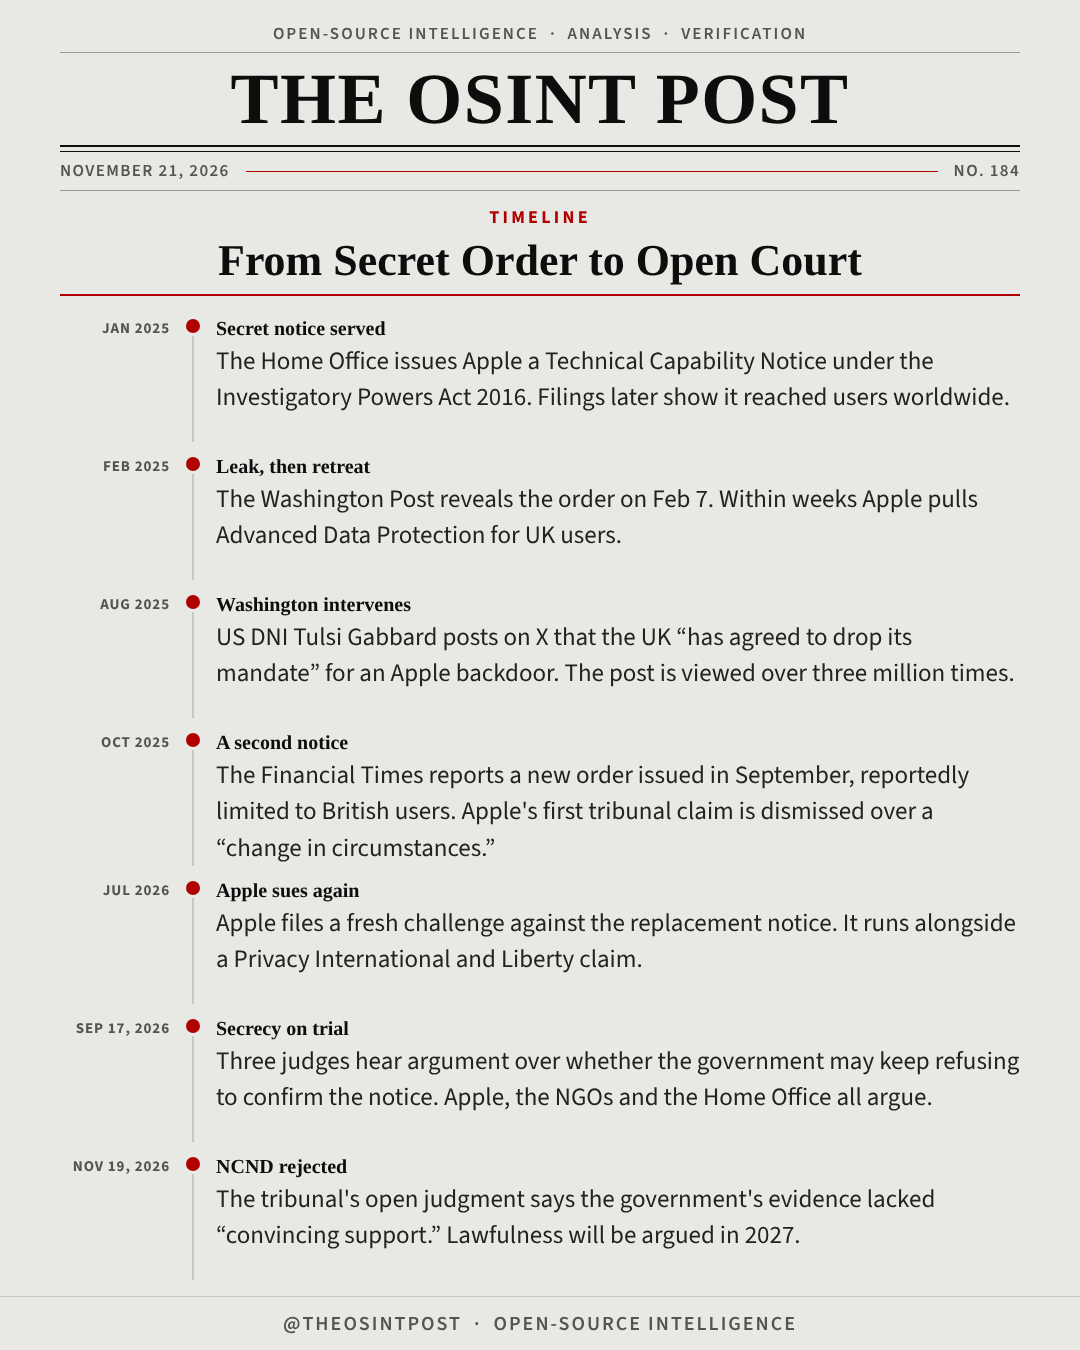 OPEN-SOURCE INTELLIGENCE · ANALYSIS · VERIFICATION
THE OSINT POST
NOVEMBER 21, 2026 NO. 184
TIMELINE
From Secret Order to Open Court
JAN 2025 Secret notice served
The Home Office issues Apple a Technical Capability Notice under the
Investigatory Powers Act 2016. Filings later show it reached users worldwide.
FEB 2025 Leak, then retreat
The Washington Post reveals the order on Feb 7. Within weeks Apple pulls
Advanced Data Protection for UK users.
AUG 2025 Washington intervenes
US DNI Tulsi Gabbard posts on X that the UK “has agreed to drop its
mandate” for an Apple backdoor. The post is viewed over three million times.
OCT 2025 A second notice
The Financial Times reports a new order issued in September, reportedly
limited to British users. Apple's first tribunal claim is dismissed over a
“change in circumstances.”
JUL 2026 Apple sues again
Apple files a fresh challenge against the replacement notice. It runs alongside
a Privacy International and Liberty claim.
SEP 17, 2026 Secrecy on trial
Three judges hear argument over whether the government may keep refusing
to confirm the notice. Apple, the NGOs and the Home Office all argue.
NOV 19, 2026 NCND rejected
The tribunal's open judgment says the government's evidence lacked
“convincing support.” Lawfulness will be argued in 2027.
@THEOSINTPOST · OPEN-SOURCE INTELLIGENCE